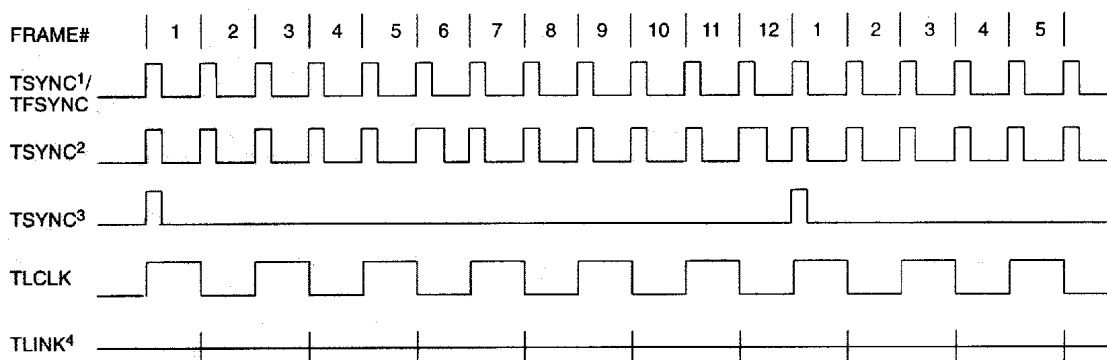 FRAME# 1 2 3 4 5 6 7 8 9 10 11 12 1 2 3 4 5
TSYNC1/
TFSYNC
TSYNC2
TSYNC3
TLCLK
TLINK4